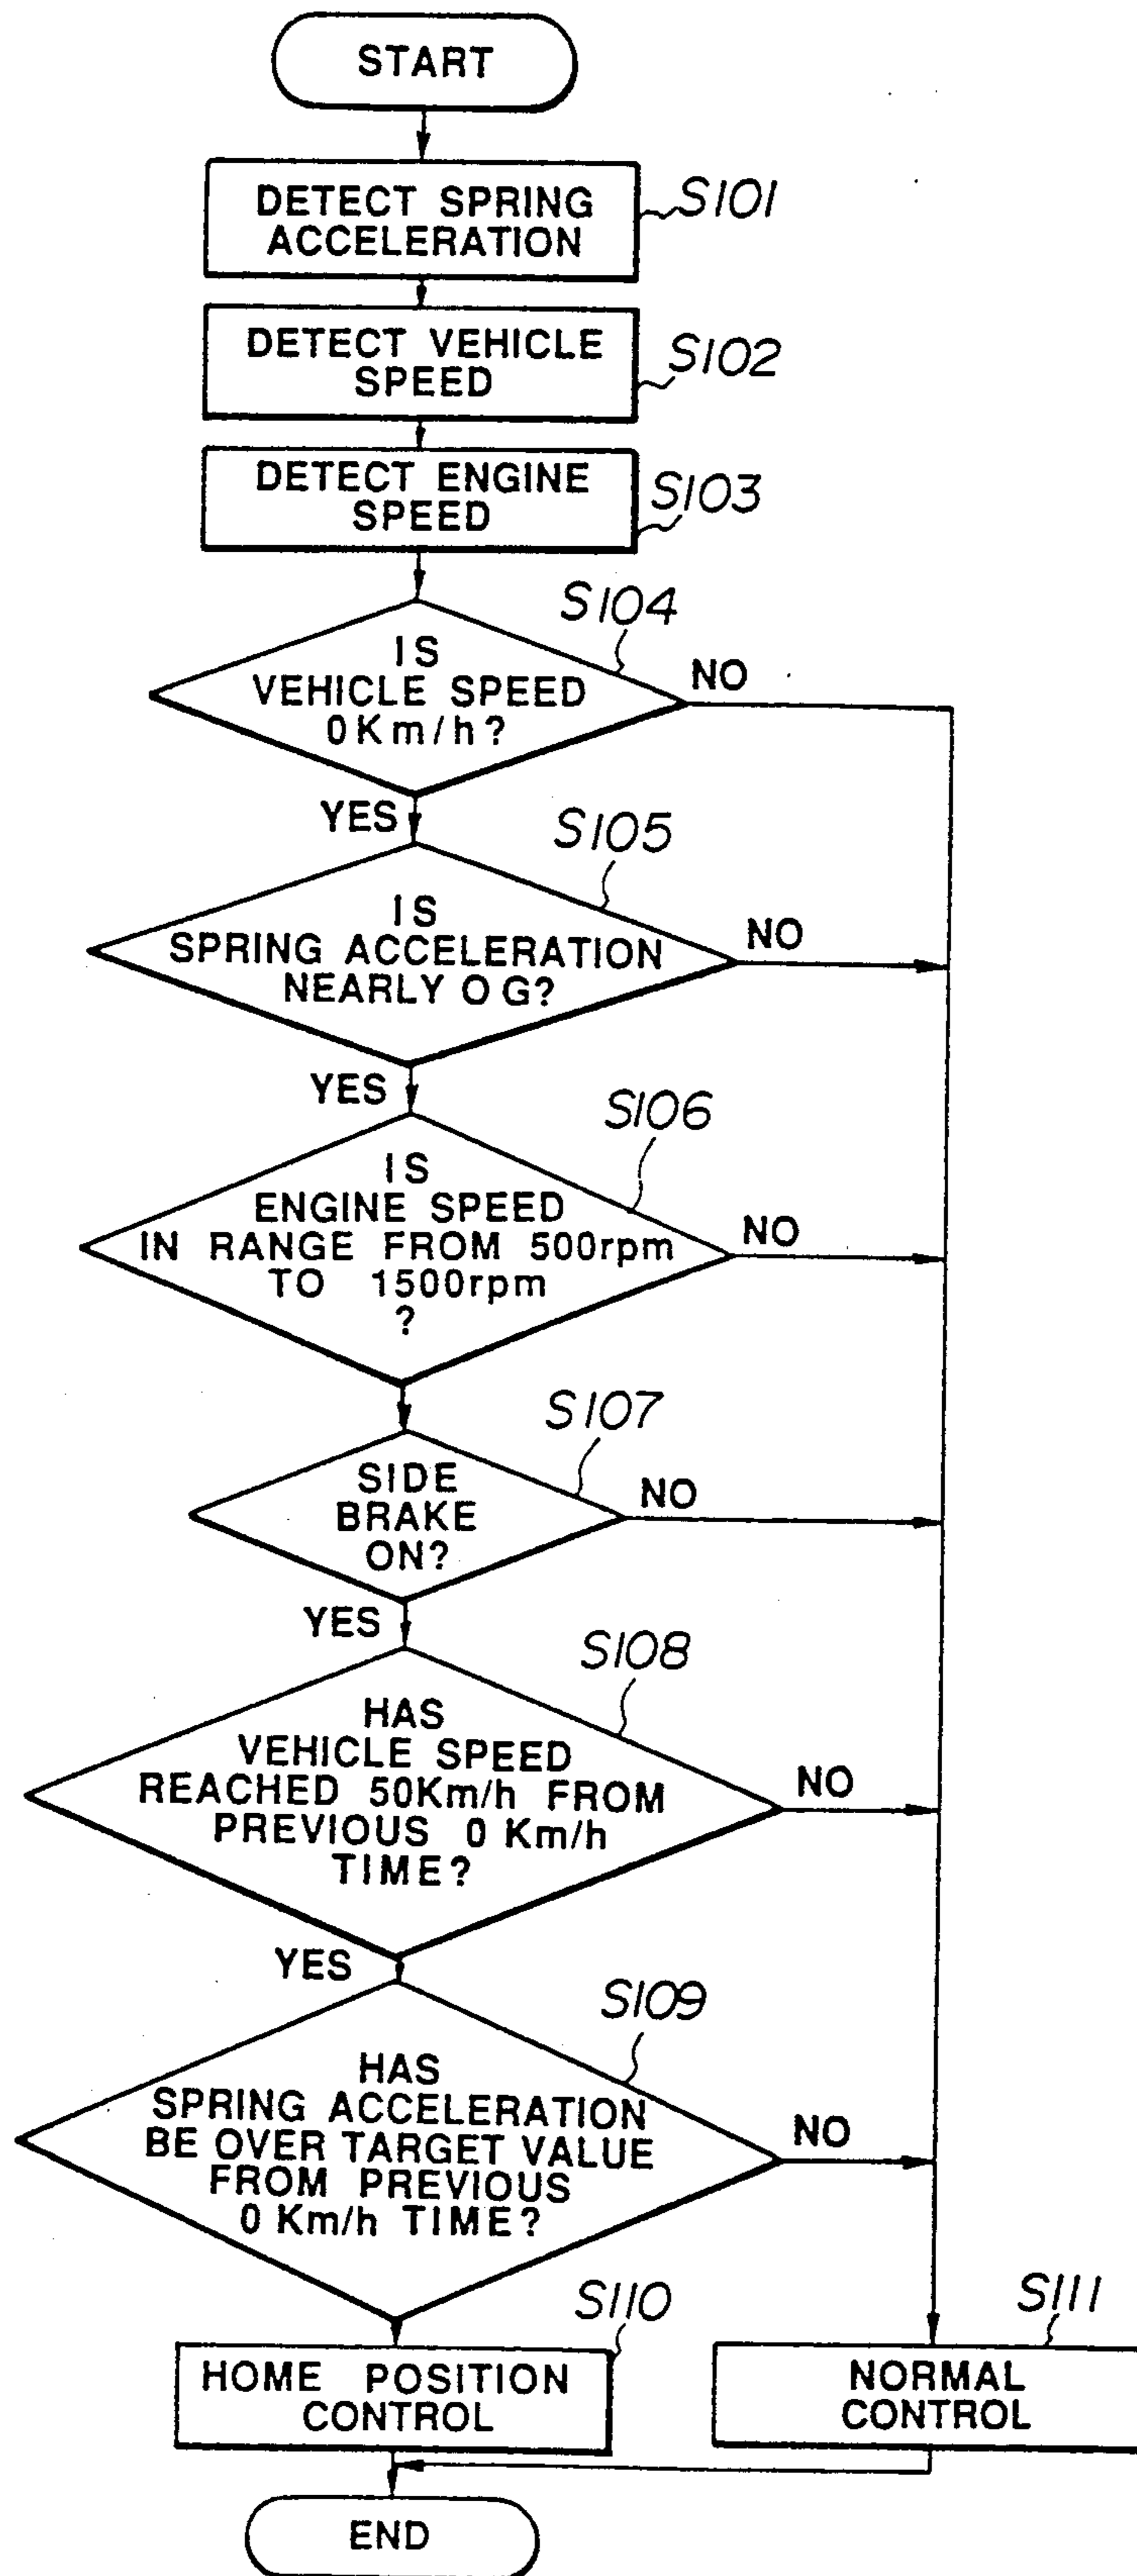 START
DETECT SPRING
ACCELERATION
S101
DETECT VEHICLE
SPEED
S102
DETECT ENGINE
SPEED
S103
S104
IS
VEHICLE SPEED
0Km/h?
NO
YES
S105
IS
SPRING ACCELERATION
NEARLY 0 G?
NO
YES
S106
IS
ENGINE SPEED
IN RANGE FROM 500rpm
TO 1500rpm
?
NO
S107
SIDE
BRAKE
ON?
NO
YES
S108
HAS
VEHICLE SPEED
REACHED 50Km/h FROM
PREVIOUS 0 Km/h
TIME?
NO
YES
S109
HAS
SPRING ACCELERATION
BE OVER TARGET VALUE
FROM PREVIOUS
0 Km/h TIME?
NO
S110
HOME POSITION
CONTROL
S111
NORMAL
CONTROL
END